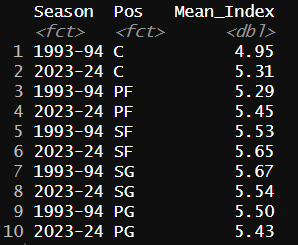 Season Pos Mean_Index
<fct> <fct> <dbl>
1 1993-94 C 4.95
2 2023-24 C 5.31
3 1993-94 PF 5.29
4 2023-24 PF 5.45
5 1993-94 SF 5.53
6 2023-24 SF 5.65
7 1993-94 SG 5.67
8 2023-24 SG 5.54
9 1993-94 PG 5.50
10 2023-24 PG 5.43